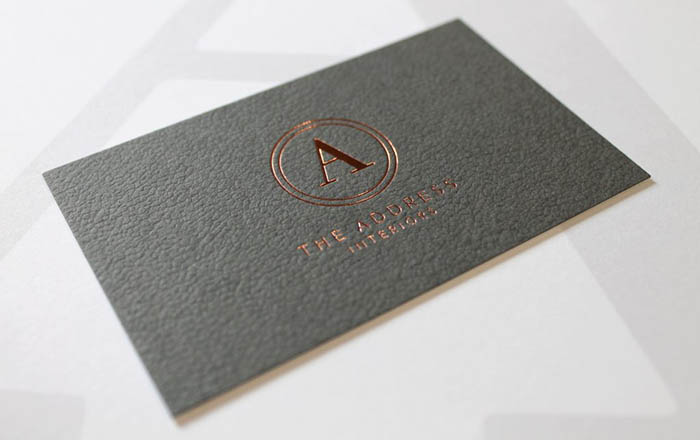 A
THE ADDRESS
INTERIORS